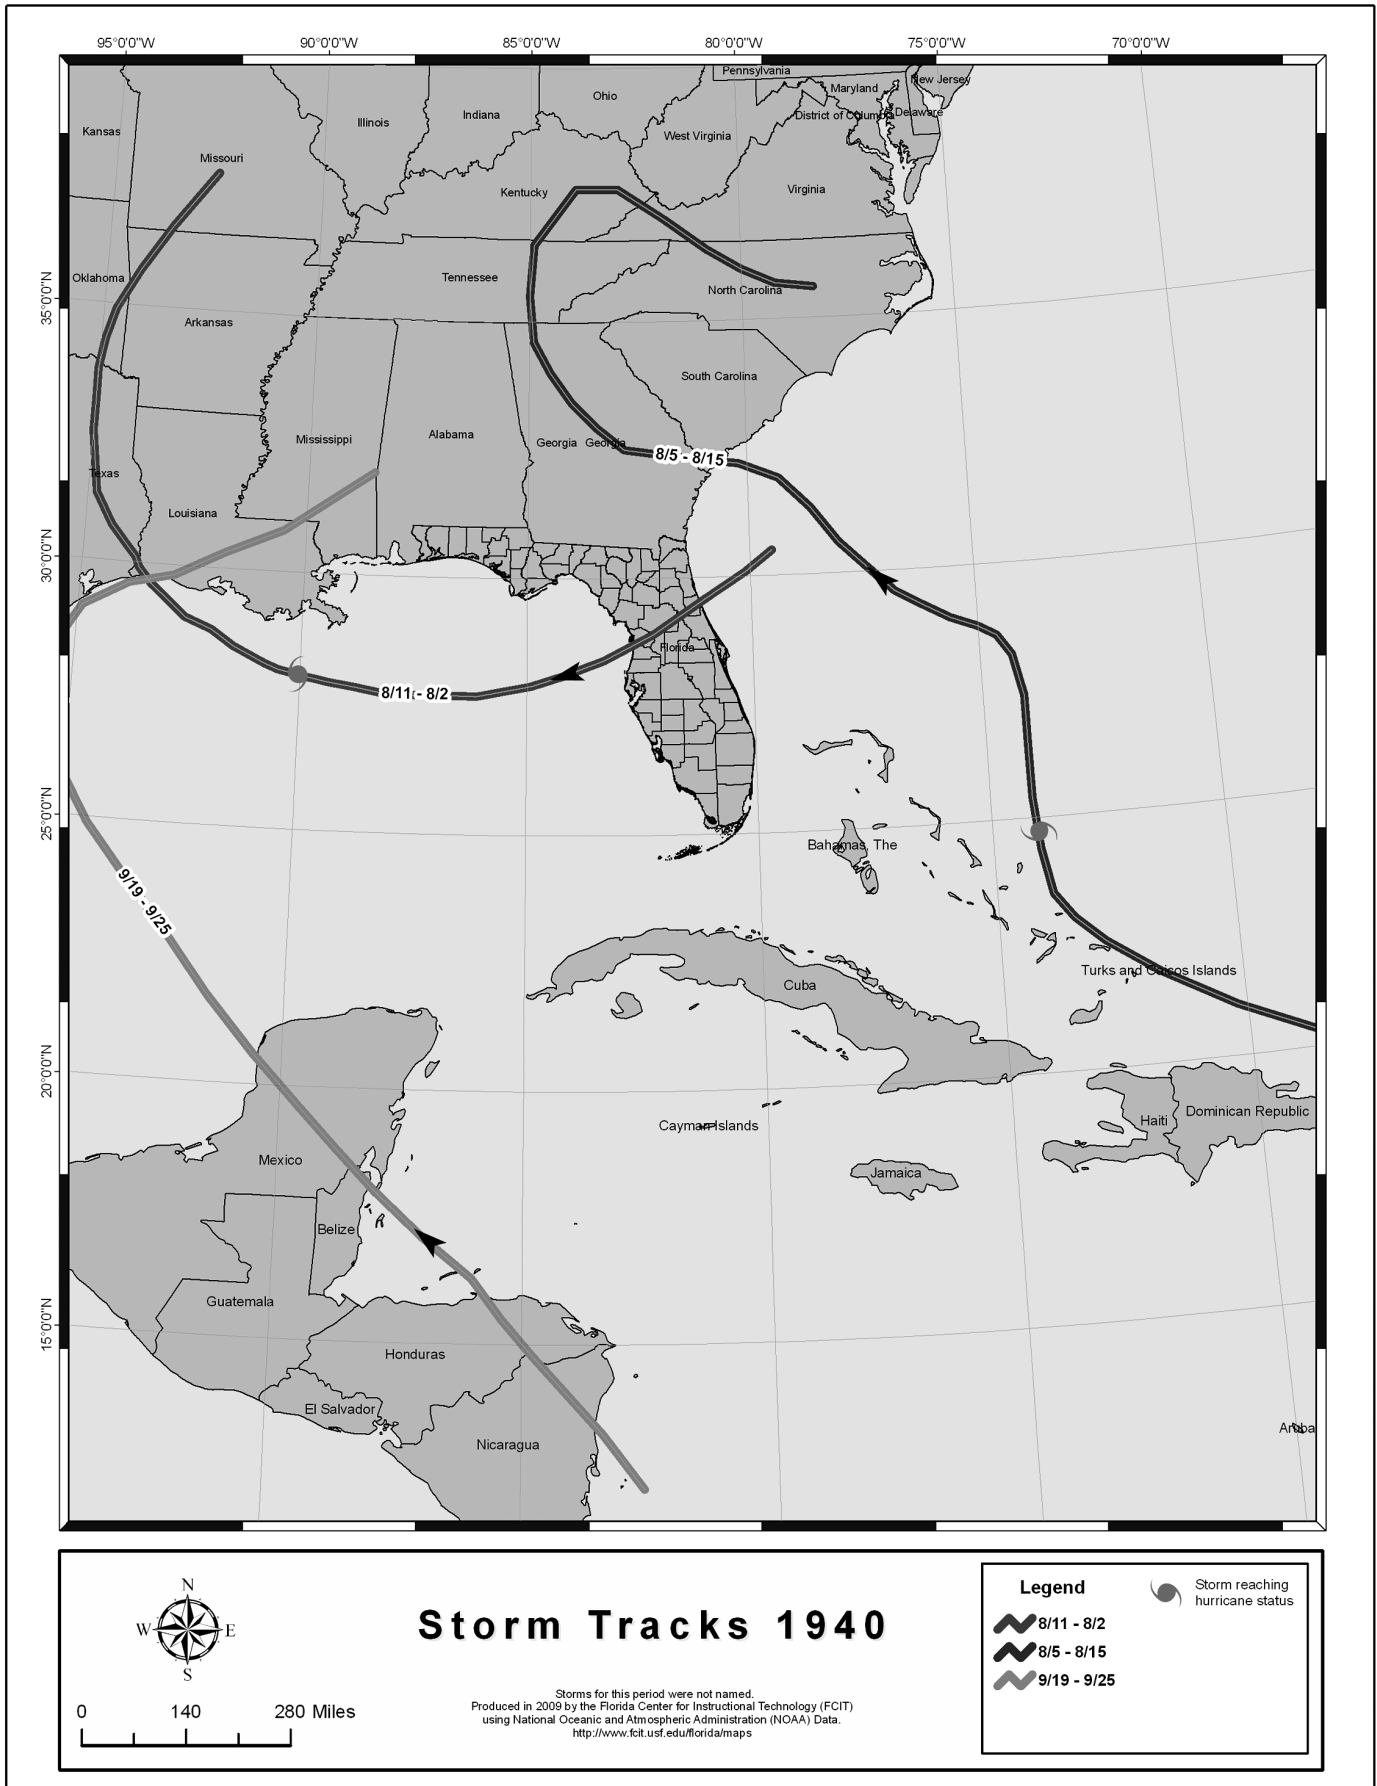 95°0'0"W
90°0'0"W
85°0'0"W
80°0'0"W
75°0'0"W
70°0'0"W
Pennsylvania
New Jersey
Maryland
Ohio
Delaware
Indiana
District of Columbia
Illinois
Kansas
West Virginia
Missouri
Virginia
Kentucky
Oklahoma
Tennessee
North Carolina
35°0'0"N
Arkansas
South Carolina
Alabama
Mississippi
Georgia
Georgia
8/5 - 8/15
Texas
Louisiana
30°0'0"N
Florida
8/11 - 8/2
25°0'0"N
Bahamas, The
9/19 - 9/25
Turks and Caicos Islands
Cuba
20°0'0"N
Dominican Republic
Haiti
Cayman Islands
Mexico
Jamaica
Belize
Guatemala
15°0'0"N
Honduras
El Salvador
Aruba
Nicaragua
N
W
E
S
0
140
280 Miles
Storm Tracks 1940
Storms for this period were not named.
Produced in 2009 by the Florida Center for Instructional Technology (FCIT)
using National Oceanic and Atmospheric Administration (NOAA) Data.
http://www.fcit.usf.edu/florida/maps
Legend
8/11 - 8/2
8/5 - 8/15
9/19 - 9/25
Storm reaching
hurricane status